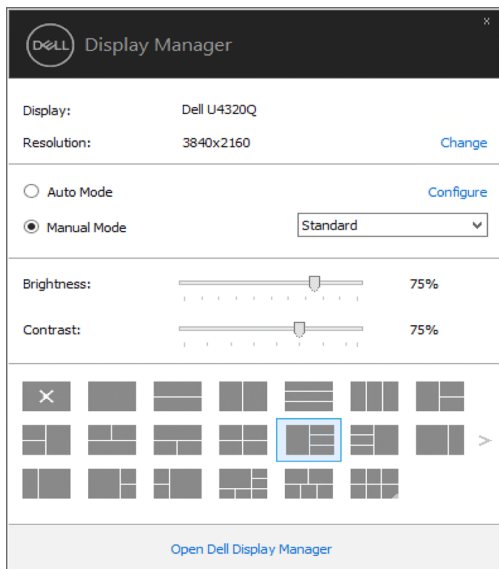 DELL Display Manager
Display: Dell U4320Q
Resolution: 3840x2160 Change
Auto Mode Configure
Manual Mode Standard
Brightness: 75%
Contrast: 75%
Open Dell Display Manager